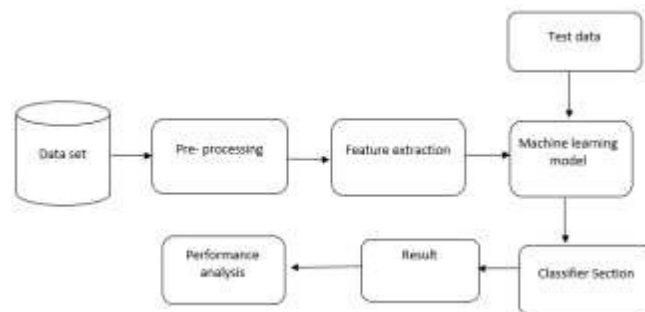 Test data
Data set
Pre- processing
Feature extraction
Machine learning
model
Performance
analysis
Result
Classifier Section